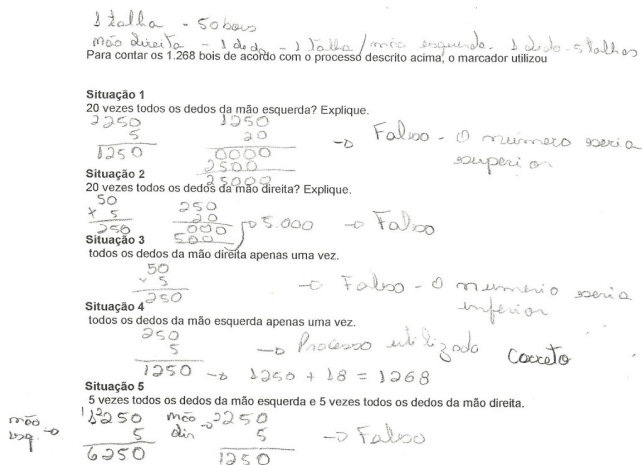 1 talha - 50 bois
mão direita - 1 dedo - 1 talha / mão esquerda - 1 dedo - 5 talhas
Para contar os 1.268 bois de acordo com o processo descrito acima, o marcador utilizou
Situação 1
20 vezes todos os dedos da mão esquerda? Explique.
2250 1250
5 20 → Falso - O número seria
1250 0000 superior
2500
25000
Situação 2
20 vezes todos os dedos da mão direita? Explique.
50 250
x 5 20 → 5.000 → Falso
250 000
500
Situação 3
todos os dedos da mão direita apenas uma vez.
50
x 5 → Falso - O numerio seria
250 inferior
Situação 4
todos os dedos da mão esquerda apenas uma vez.
250
5 → Processo utilizado correto
1250 → 1250 + 18 = 1268
Situação 5
5 vezes todos os dedos da mão esquerda e 5 vezes todos os dedos da mão direita.
mão esq. → 1250 mão dir → 2250
5 5 → Falso
6250 1250